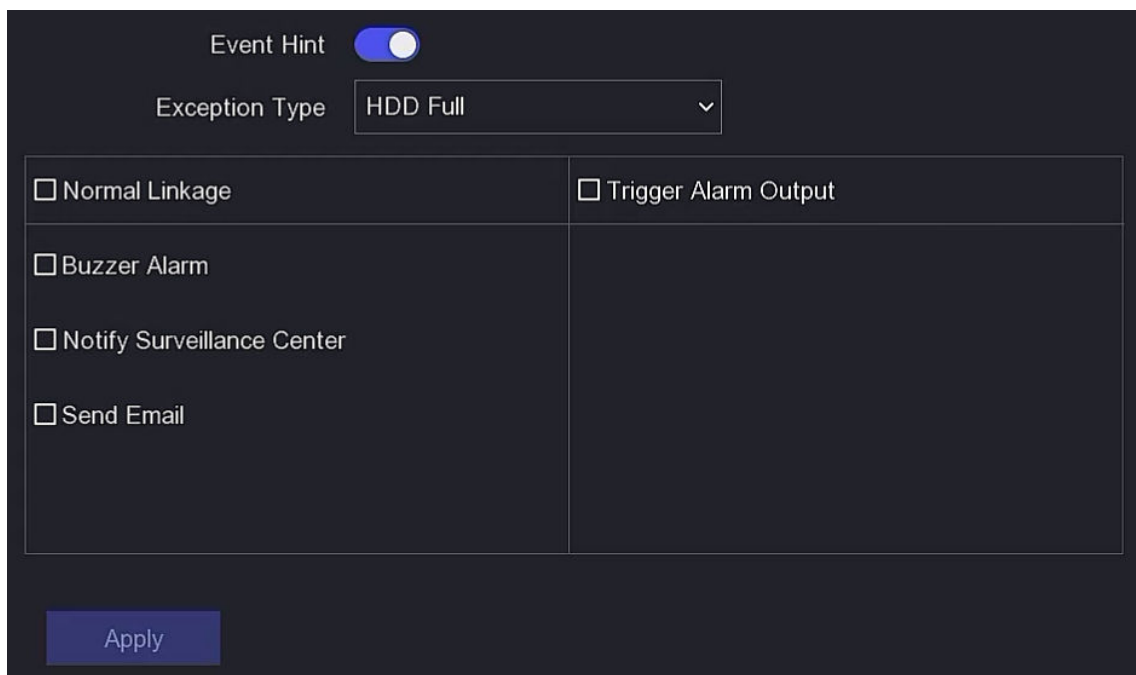 Event Hint
Exception Type HDD Full
Normal Linkage Trigger Alarm Output
Buzzer Alarm
Notify Surveillance Center
Send Email
Apply